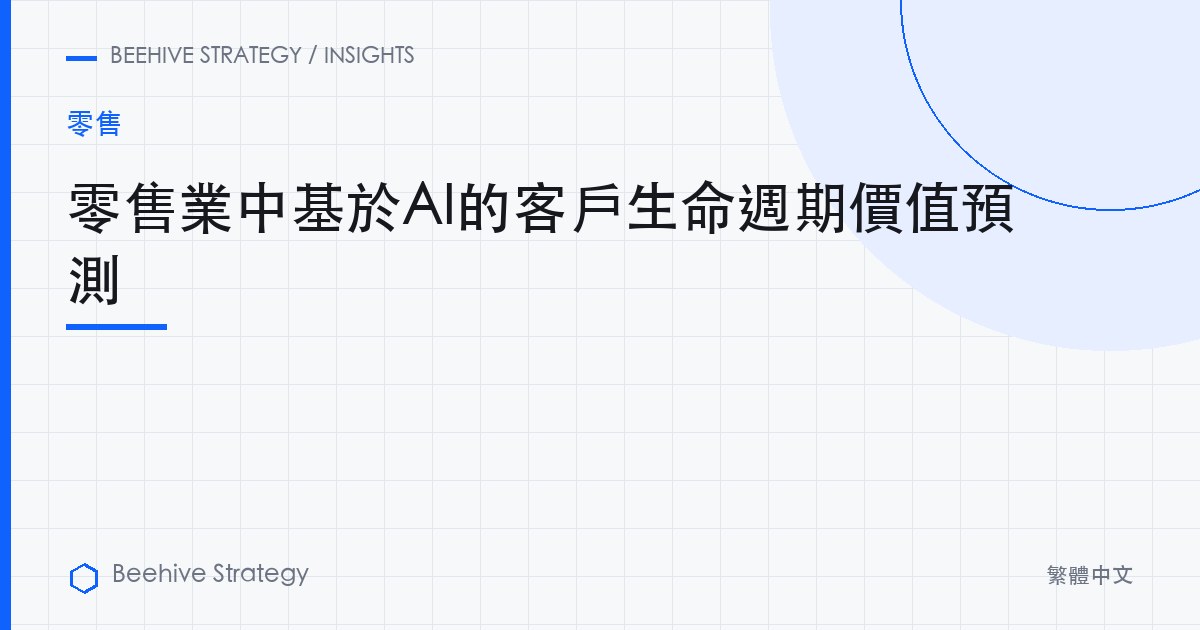 BEEHIVE STRATEGY / INSIGHTS
零售
零售業中基於AI的客戶生命週期價值預
測
Beehive Strategy
繁體中文